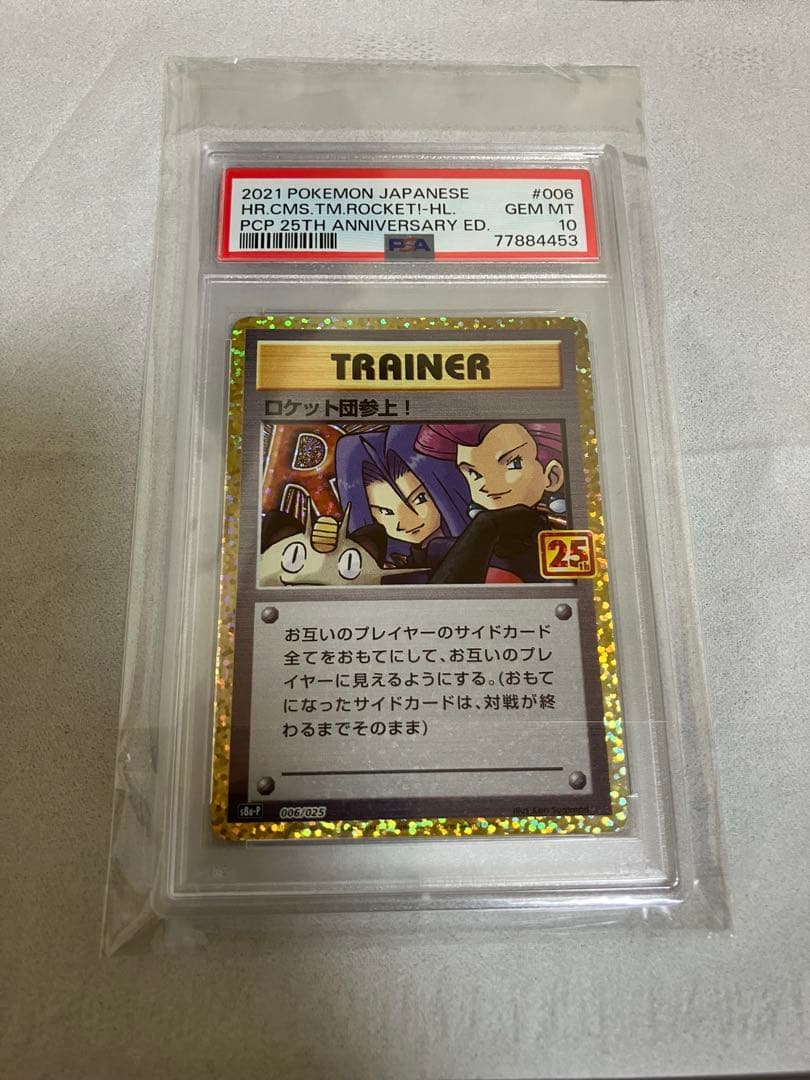 2021 POKEMON JAPANESE #006
HR.CMS.TM.ROCKET!-HL. GEM MT
PCP 25TH ANNIVERSARY ED. 10
PSA 77884453
TRAINER
ロケット団参上!
25th
お互いのプレイヤーのサイドカード
全てをおもてにして、お互いのプレ
イヤーに見えるようにする。(おもて
になったサイドカードは、対戦が終
わるまでそのまま)
s8a-P 006/025